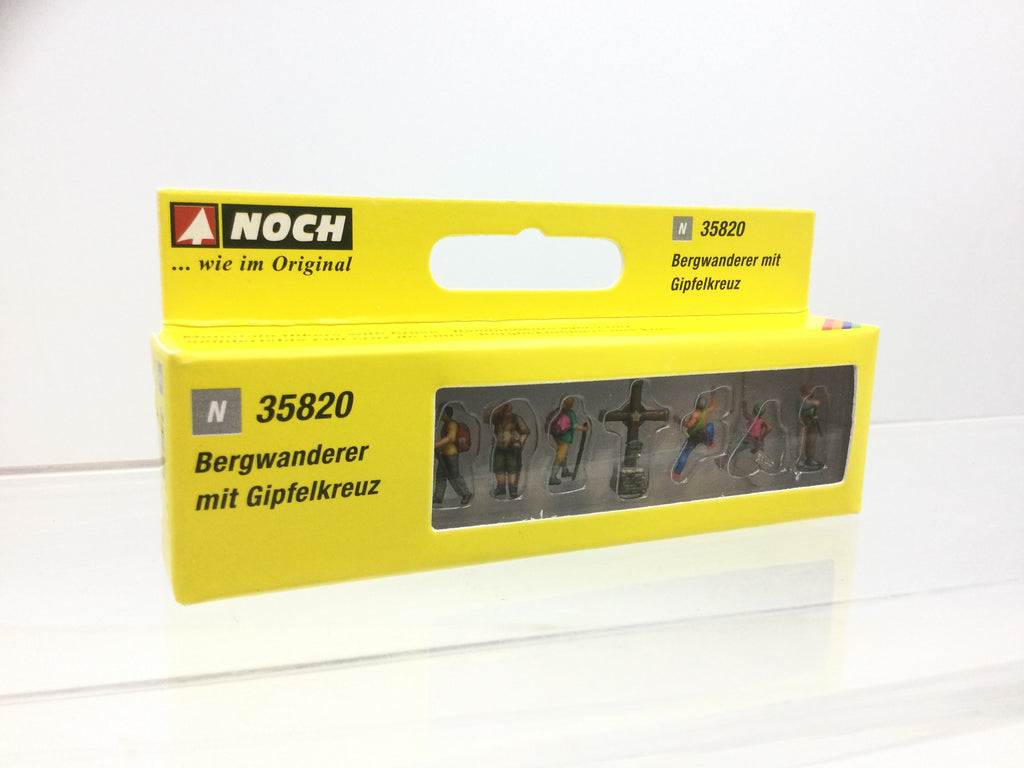 NOCH
... wie im Original
N 35820
Bergwanderer mit
Gipfelkreuz
N 35820
Bergwanderer
mit Gipfelkreuz